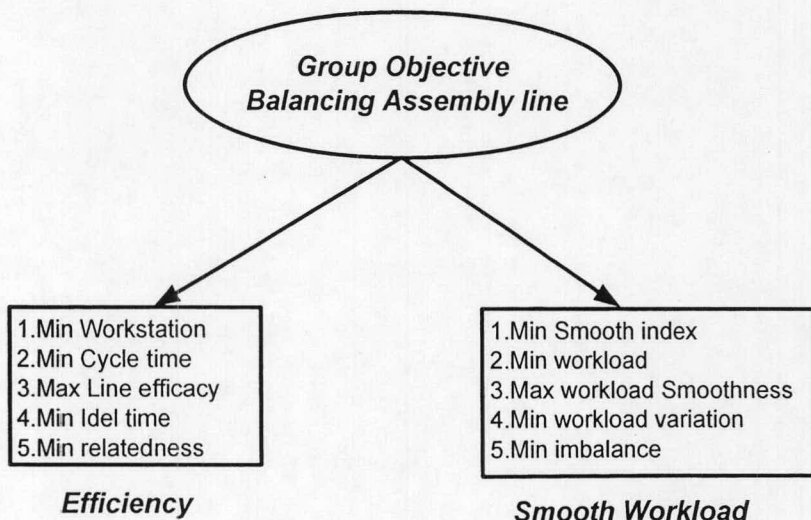 Group Objective
Balancing Assembly line
1.Min Workstation
2.Min Cycle time
3.Max Line efficacy
4.Min Idel time
5.Min relatedness
Efficiency
1.Min Smooth index
2.Min workload
3.Max workload Smoothness
4.Min workload variation
5.Min imbalance
Smooth Workload